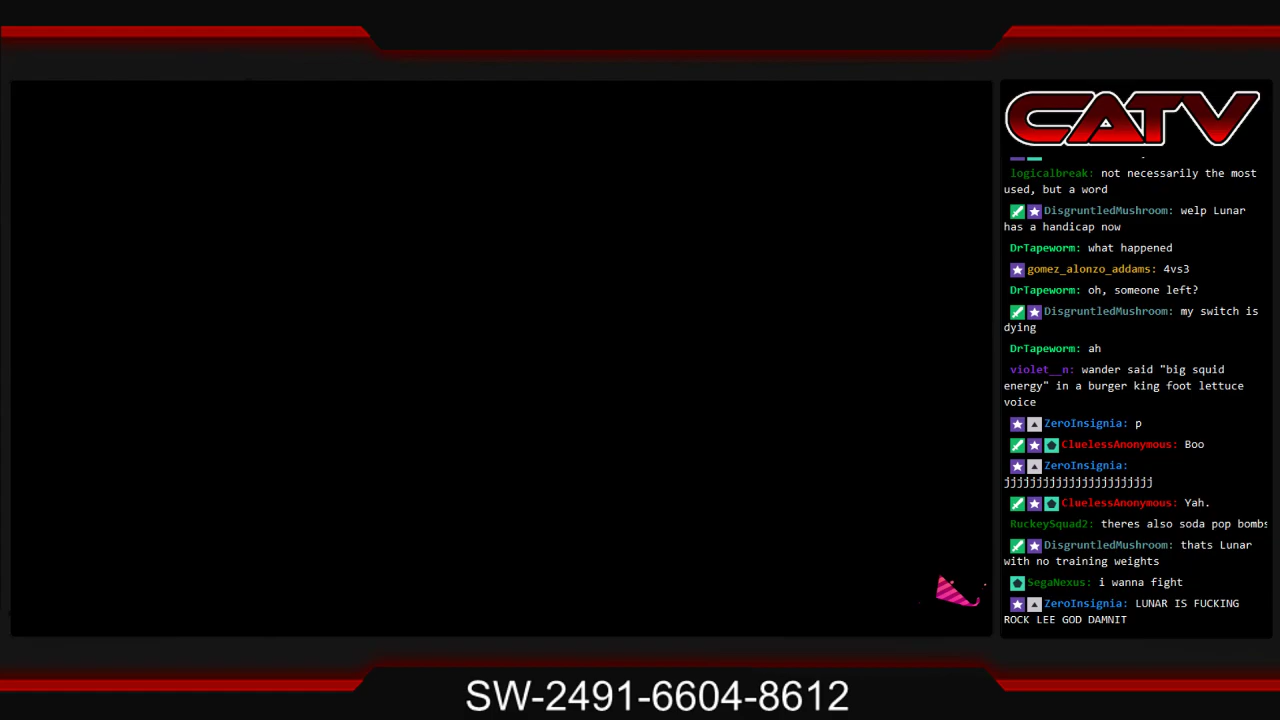 CATV
logicalbreak: not necessarily the most
used, but a word
DisgruntledMushroom: welp Lunar
has a handicap now
DrTapeworm: what happened
gomez_alonzo_addams: 4vs3
DrTapeworm: oh, someone left?
DisgruntledMushroom: my switch is
dying
DrTapeworm: ah
violet__n: wander said "big squid
energy" in a burger king foot lettuce
voice
ZeroInsignia: p
CluelessAnonymous: Boo
ZeroInsignia:
jjjjjjjjjjjjjjjjjjjjjjj
CluelessAnonymous: Yah.
RuckeySquad2: theres also soda pop bombs
DisgruntledMushroom: thats Lunar
with no training weights
SegaNexus: i wanna fight
ZeroInsignia: LUNAR IS FUCKING
ROCK LEE GOD DAMNIT
SW-2491-6604-8612